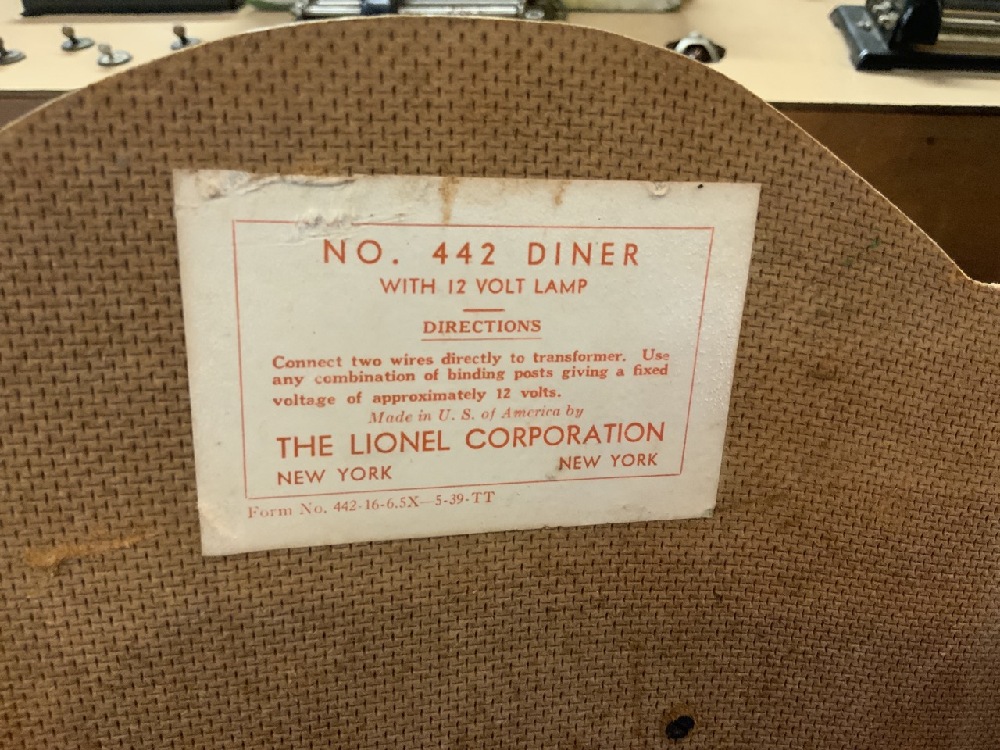 NO. 442 DINER
WITH 12 VOLT LAMP
DIRECTIONS
Connect two wires directly to transformer. Use
any combination of binding posts giving a fixed
voltage of approximately 12 volts.
Made in U. S. of America by
THE LIONEL CORPORATION
NEW YORK NEW YORK
Form No. 442-16-6.5X—5-39-TT